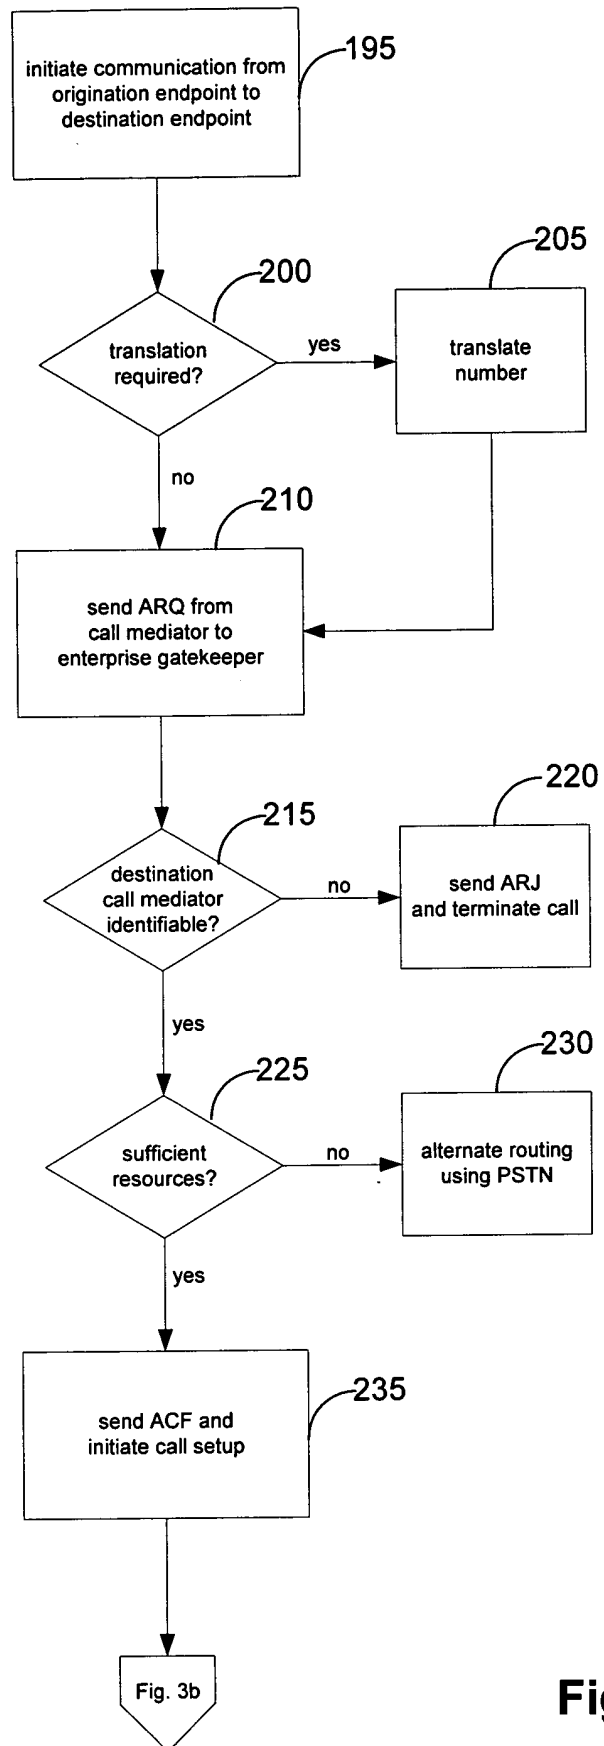 initiate communication from
origination endpoint to
destination endpoint
195
200
translation
required?
yes
205
translate
number
no
210
send ARQ from
call mediator to
enterprise gatekeeper
215
destination
call mediator
identifiable?
no
220
send ARJ
and terminate call
yes
225
sufficient
resources?
no
230
alternate routing
using PSTN
yes
235
send ACF and
initiate call setup
Fig. 3b
Fig